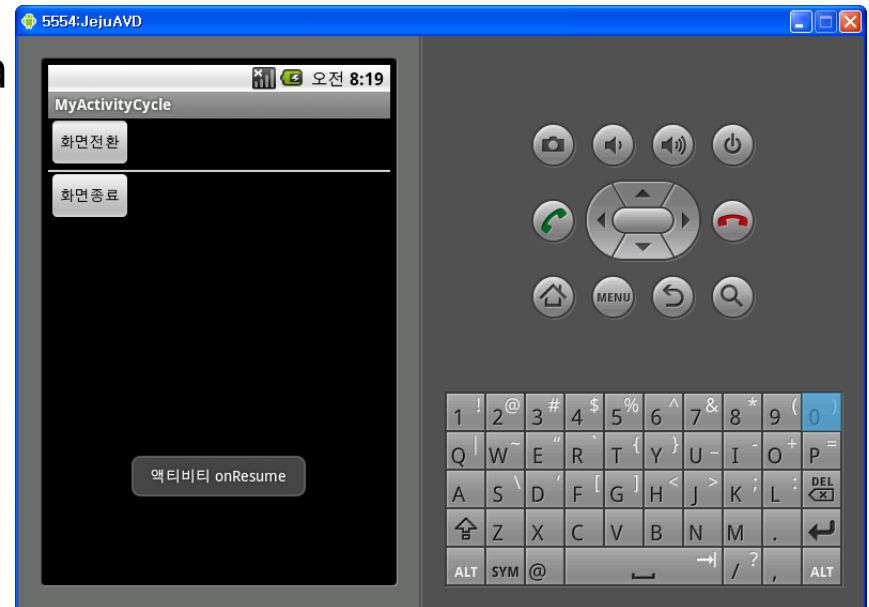 5554:JejuAVD
오전 8:19
MyActivityCycle
화면전환
화면종료
액티비티 onResume
MENU
1 ! 2 @ 3 # 4 $ 5 % 6 ^ 7 & 8 * 9 ( 0 )
Q | W ~ E " R ` T { Y } U - I - O + P =
A S \ D ' F [ G ] H < J > K ; L : DEL
Z X C V B N M .
ALT SYM @ / ? , ALT